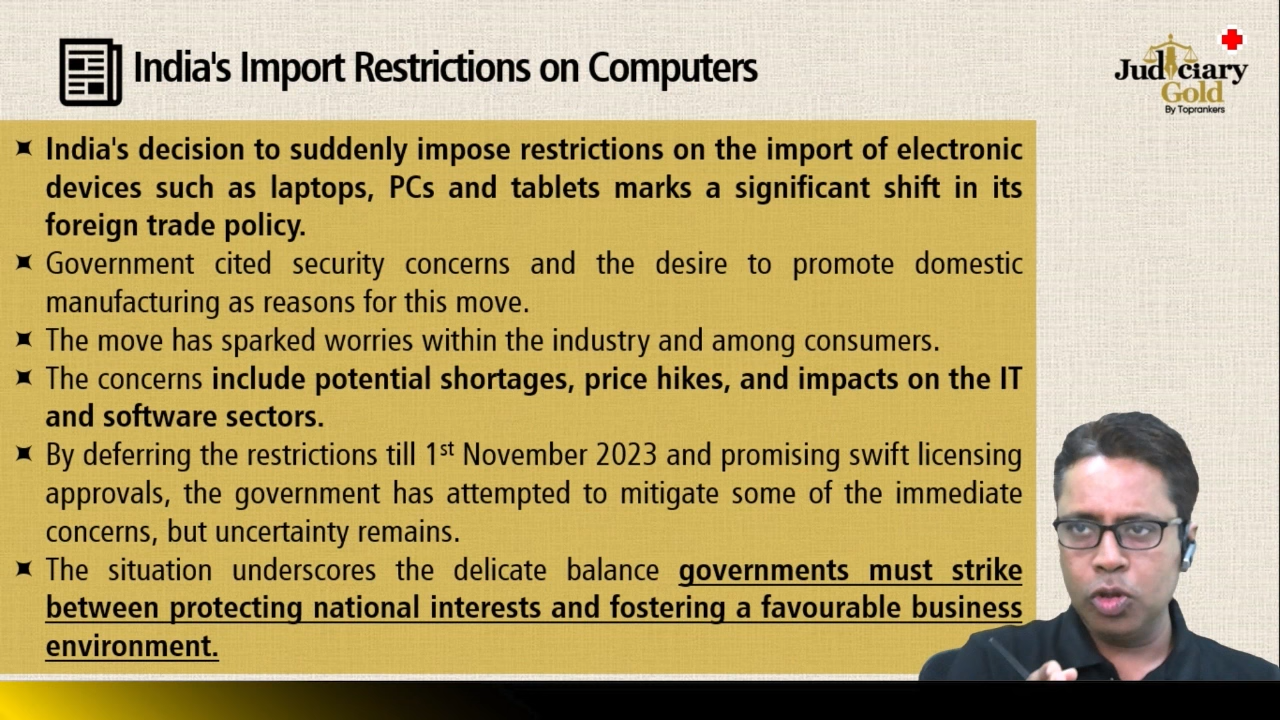 India's Import Restrictions on Computers
Judiciary
Gold
By Toprankers
India's decision to suddenly impose restrictions on the import of electronic
devices such as laptops, PCs and tablets marks a significant shift in its
foreign trade policy.
Government cited security concerns and the desire to promote domestic
manufacturing as reasons for this move.
The move has sparked worries within the industry and among consumers.
The concerns include potential shortages, price hikes, and impacts on the IT
and software sectors.
By deferring the restrictions till 1st November 2023 and promising swift licensing
approvals, the government has attempted to mitigate some of the immediate
concerns, but uncertainty remains.
The situation underscores the delicate balance governments must strike
between protecting national interests and fostering a favourable business
environment.